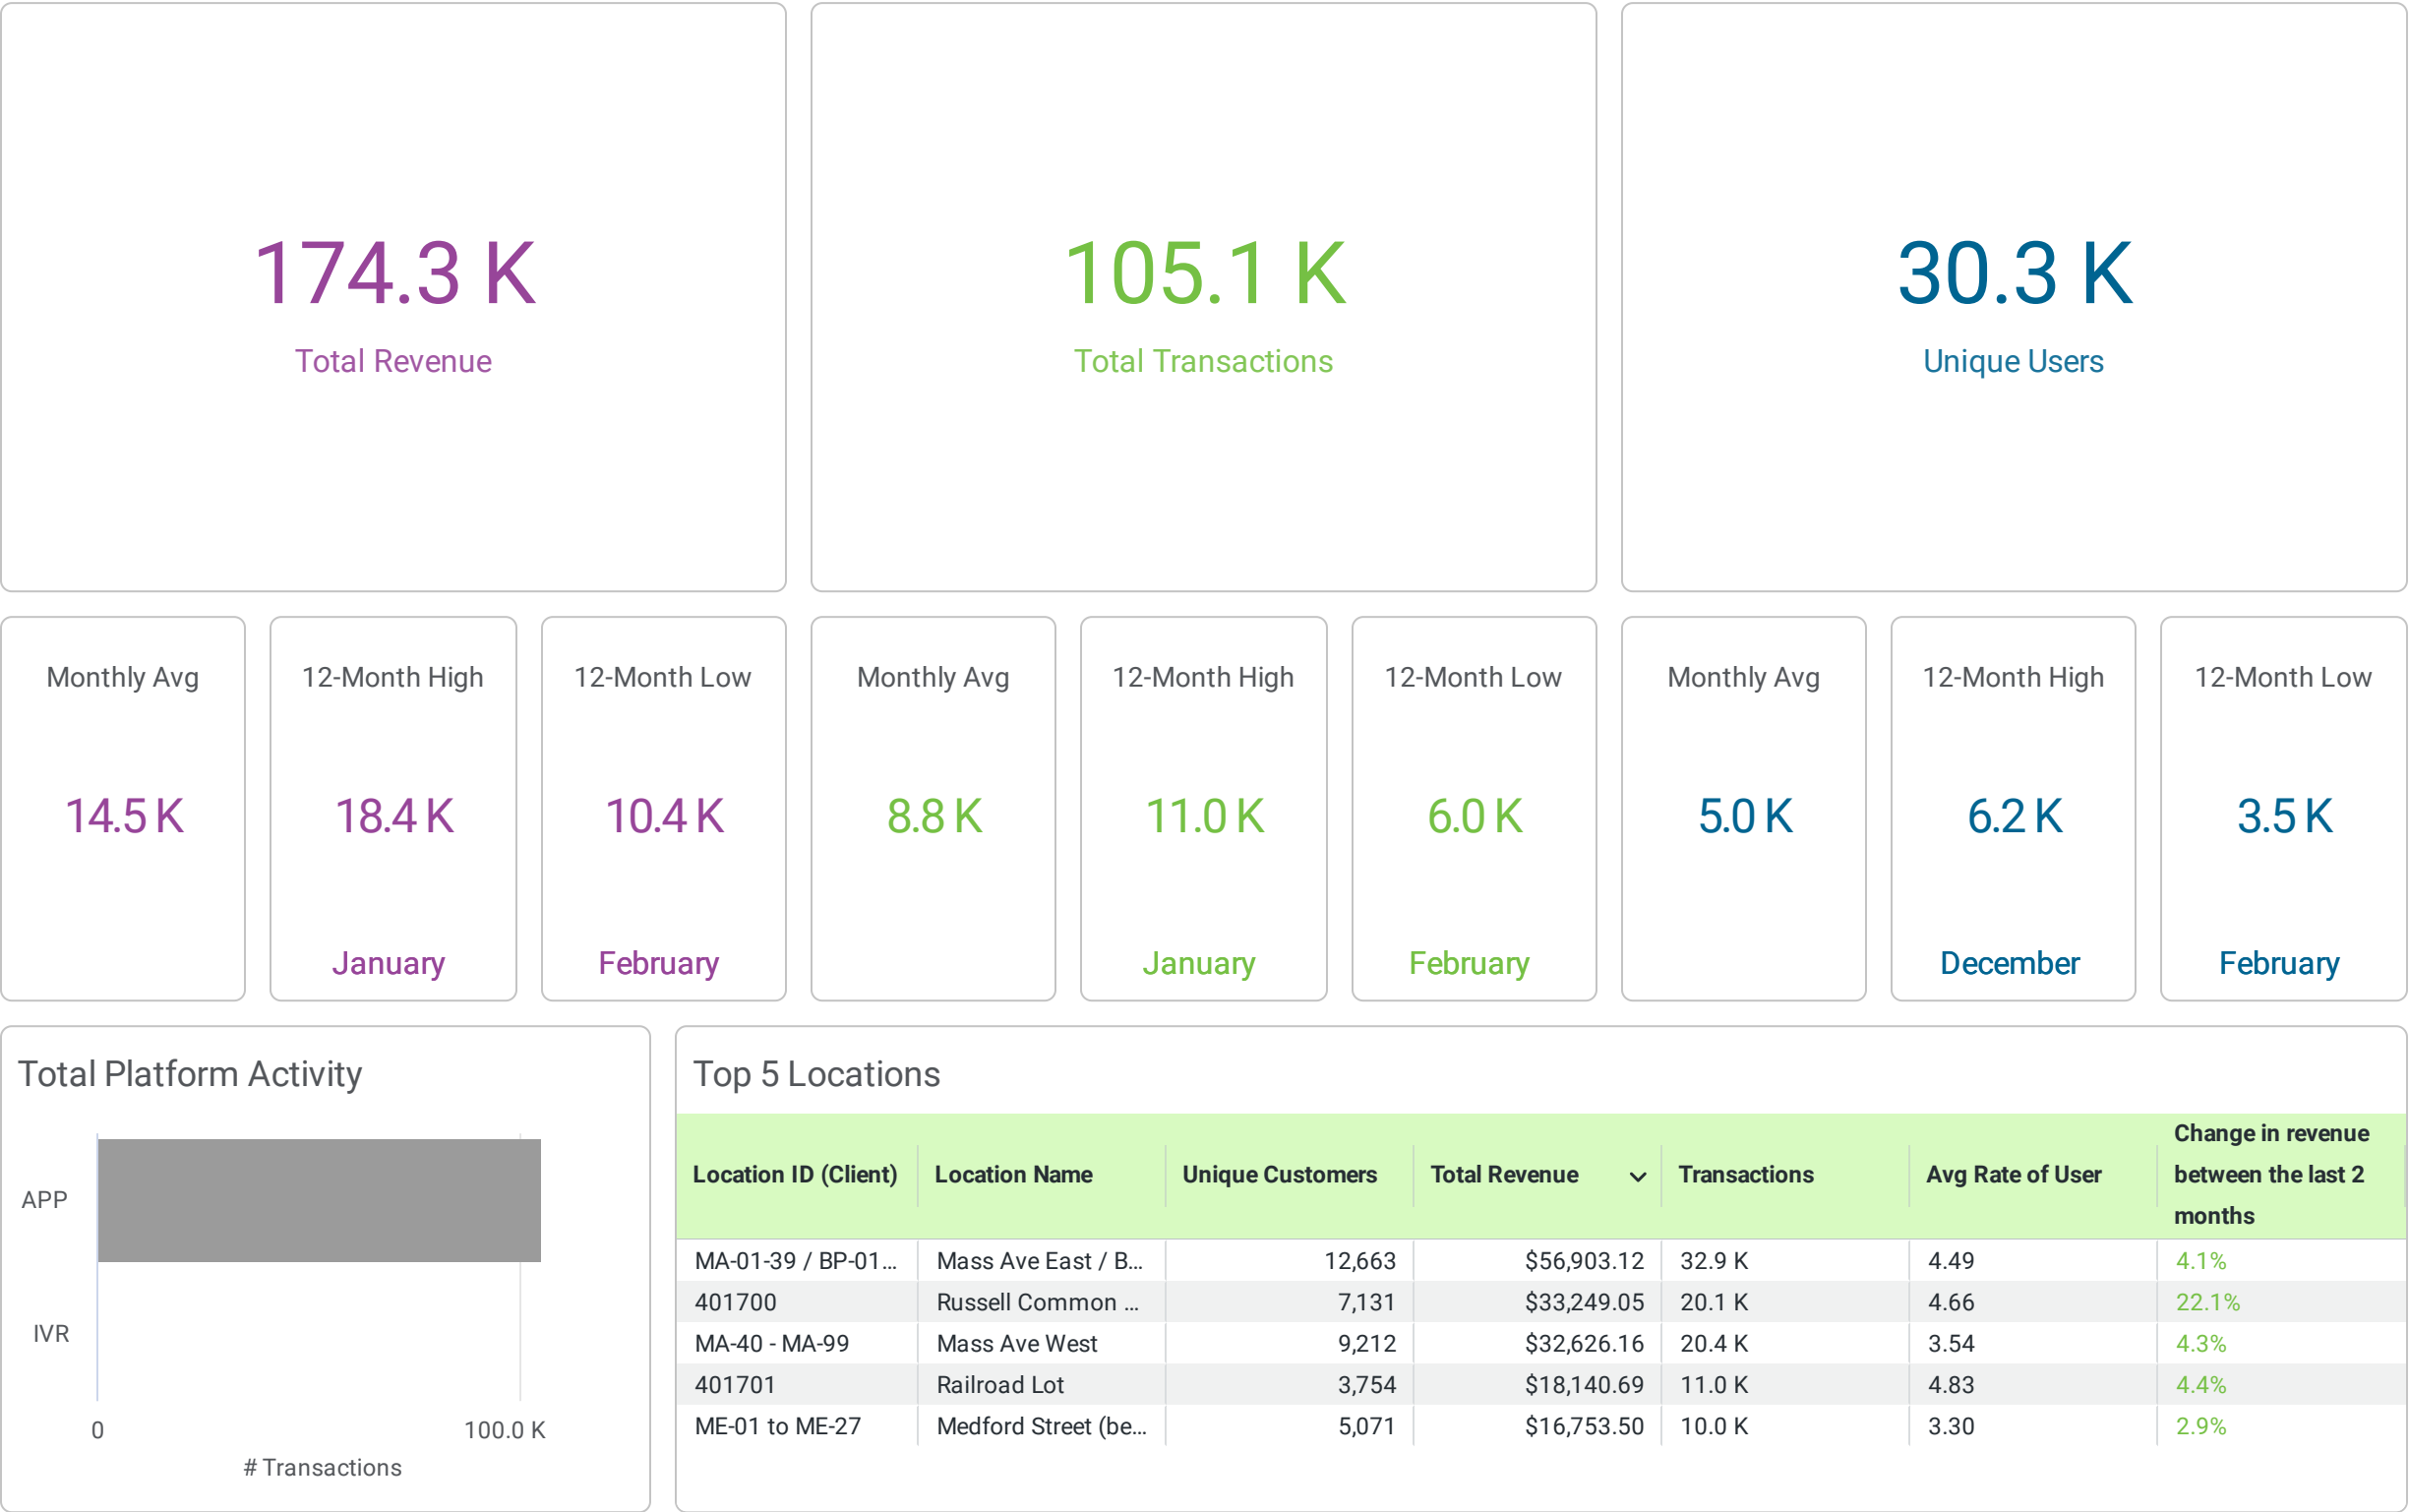 174.3 K
Total Revenue
105.1 K
Total Transactions
30.3 K
Unique Users
Monthly Avg
14.5 K
12-Month High
18.4 K
January
12-Month Low
10.4 K
February
Monthly Avg
8.8 K
12-Month High
11.0 K
January
12-Month Low
6.0 K
February
Monthly Avg
5.0 K
12-Month High
6.2 K
December
12-Month Low
3.5 K
February
Total Platform Activity
APP
IVR
0 100.0 K
# Transactions
Top 5 Locations
Location ID (Client) Location Name Unique Customers Total Revenue Transactions Avg Rate of User Change in revenue
between the last 2
months
MA-01-39 / BP-01... Mass Ave East / B... 12,663 $56,903.12 32.9 K 4.49 4.1%
401700 Russell Common ... 7,131 $33,249.05 20.1 K 4.66 22.1%
MA-40 - MA-99 Mass Ave West 9,212 $32,626.16 20.4 K 3.54 4.3%
401701 Railroad Lot 3,754 $18,140.69 11.0 K 4.83 4.4%
ME-01 to ME-27 Medford Street (be... 5,071 $16,753.50 10.0 K 3.30 2.9%